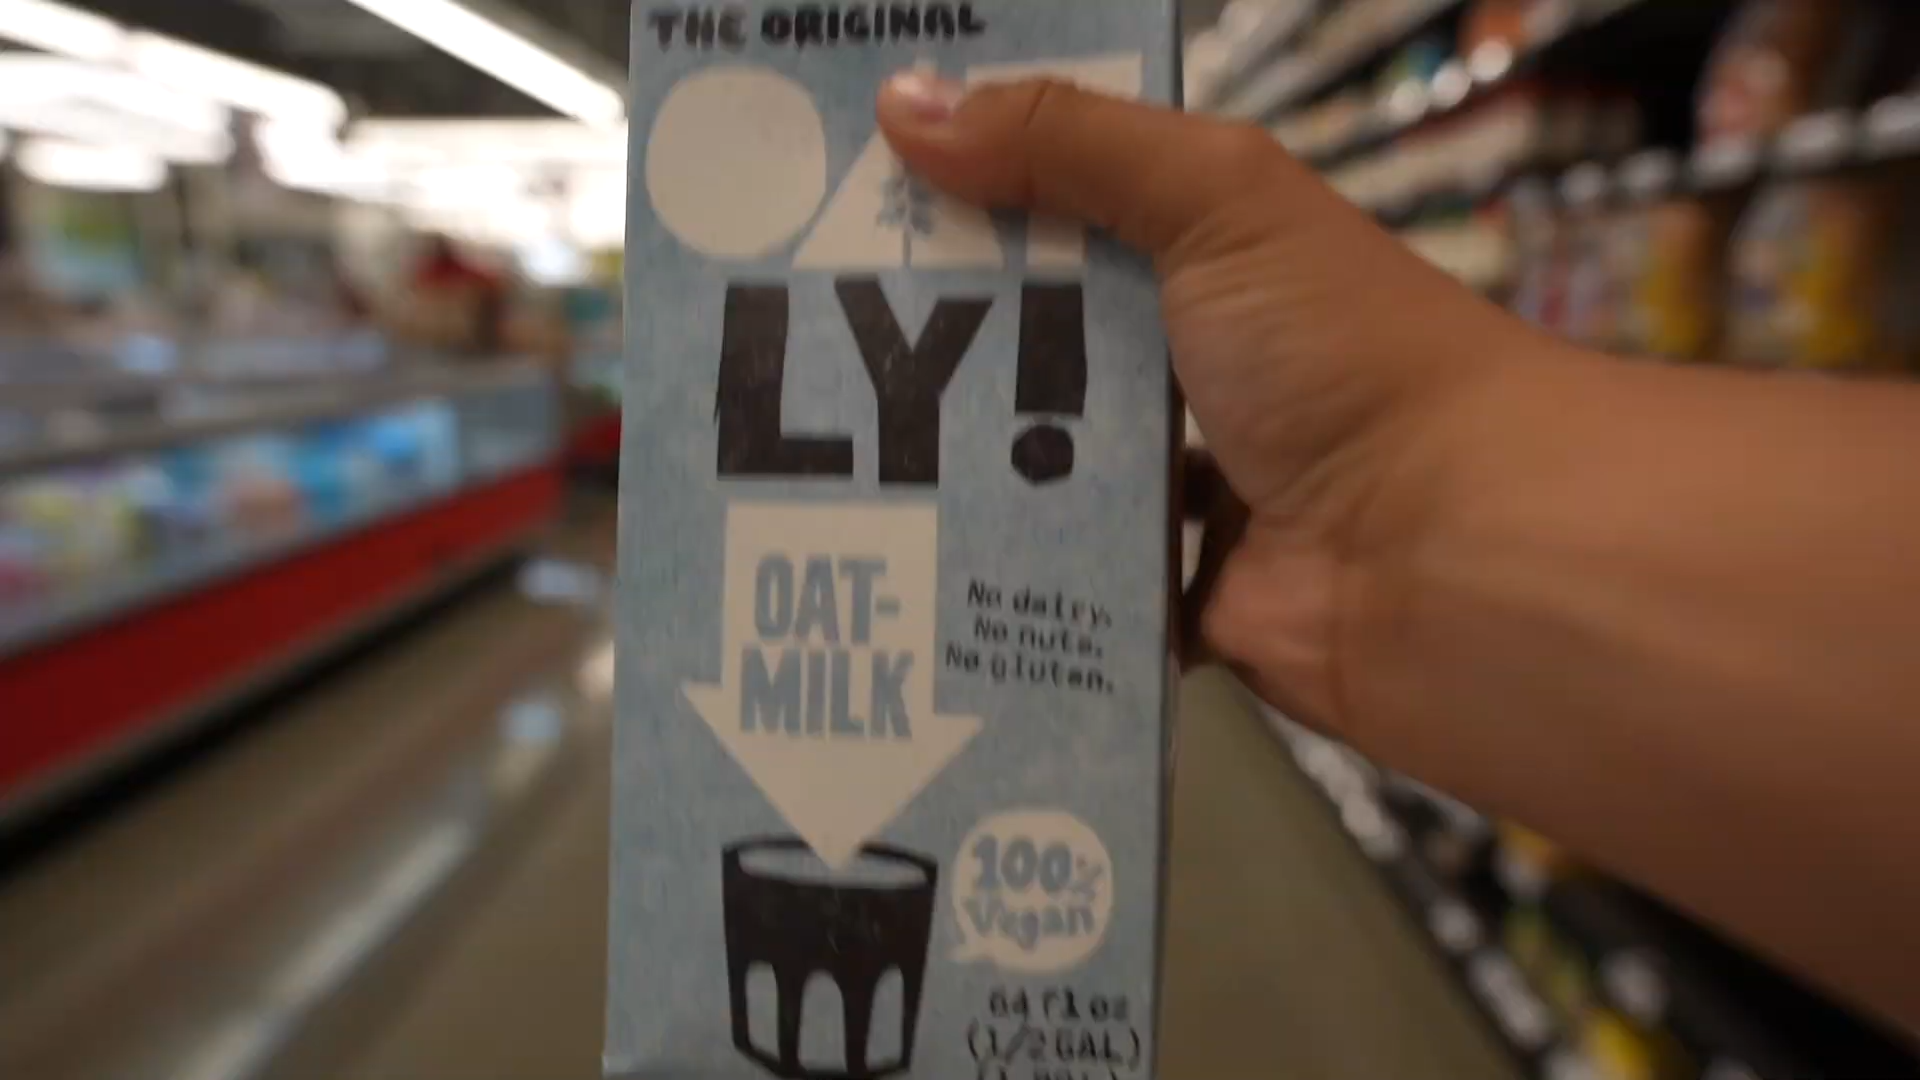 THE ORIGINAL
OAT
LY!
OAT-
MILK
No dairy.
No nuts.
No gluten.
100%
Vegan
64 fl oz
(1/2 GAL)